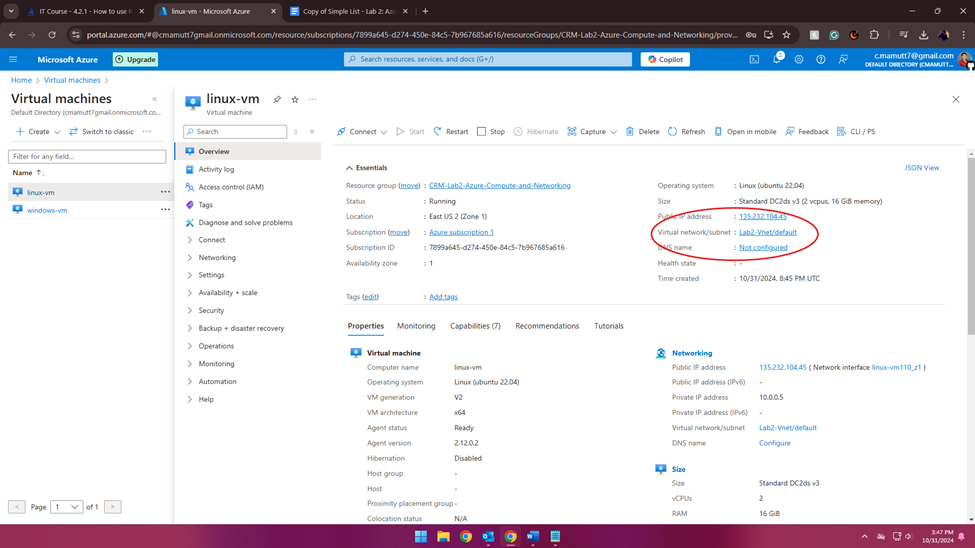 IT Course - 4.2.1 - How to use
linux-vm - Microsoft Azure
Copy of Simple List - Lab 2: Az
portal.azure.com/#@cmamutt7@gmail.onmicrosoft.com/resource/subscriptions/7899a645-2d71-4e84-84c5-7b967685a616/resourceGroups/CRM-Lab2-Azure-Compute-and-Networking/pro...
Microsoft Azure
Upgrade
Search resources, services, and docs (G+/)
Copilot
2
c.mamutt7@gmail.com
DEFAULT DIRECTORY (CMAMUTT...
Home > Virtual machines >
Virtual machines
Default Directory (cmamutt7gmail.onmicrosoft.co...
Create
Switch to classic
Filter for any field...
Name
linux-vm
windows-vm
Page 1 of 1
linux-vm
Virtual machine
Search
Overview
Activity log
Access control (IAM)
Tags
Diagnose and solve problems
Connect
Networking
Settings
Availability + scale
Security
Backup + disaster recovery
Operations
Monitoring
Automation
Help
Connect
Start
Restart
Stop
Hibernate
Capture
Delete
Refresh
Open in mobile
Feedback
CLI / PS
Essentials
JSON View
Resource group (move) : CRM-Lab2-Azure-Compute-and-Networking
Status : Running
Location : East US 2 (Zone 1)
Subscription (move) : Azure subscription 1
Subscription ID : 7899a645-2d71-4e84-84c5-7b967685a616
Availability zone : 1
Operating system : Linux (ubuntu 22.04)
Size : Standard DC2ds v3 (2 vcpus, 16 GiB memory)
Public IP address : 135.232.104.45
Virtual network/subnet : Lab2-Vnet/default
DNS name : Not configured
Health state : -
Time created : 10/31/2024, 8:45 PM UTC
Tags (edit) : Add tags
Properties
Monitoring
Capabilities (7)
Recommendations
Tutorials
Virtual machine
Computer name linux-vm
Operating system Linux (ubuntu 22.04)
VM generation V2
VM architecture x64
Agent status Ready
Agent version 2.12.0.2
Hibernation Disabled
Host group -
Host -
Proximity placement group -
Colocation status N/A
Networking
Public IP address 135.232.104.45 ( Network interface linux-vm110_z1 )
Public IP address (IPv6) -
Private IP address 10.0.0.5
Private IP address (IPv6) -
Virtual network/subnet Lab2-Vnet/default
DNS name Configure
Size
Size Standard DC2ds v3
vCPUs 2
RAM 16 GiB
3:47 PM
10/31/2024